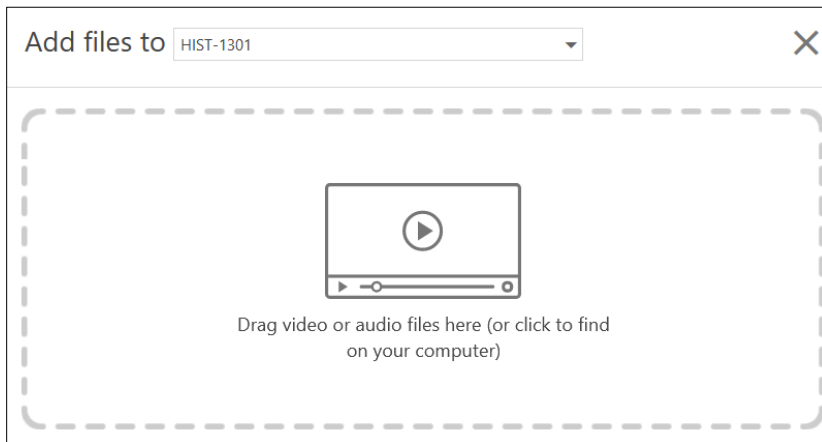 Add files to HIST-1301
Drag video or audio files here (or click to find
on your computer)